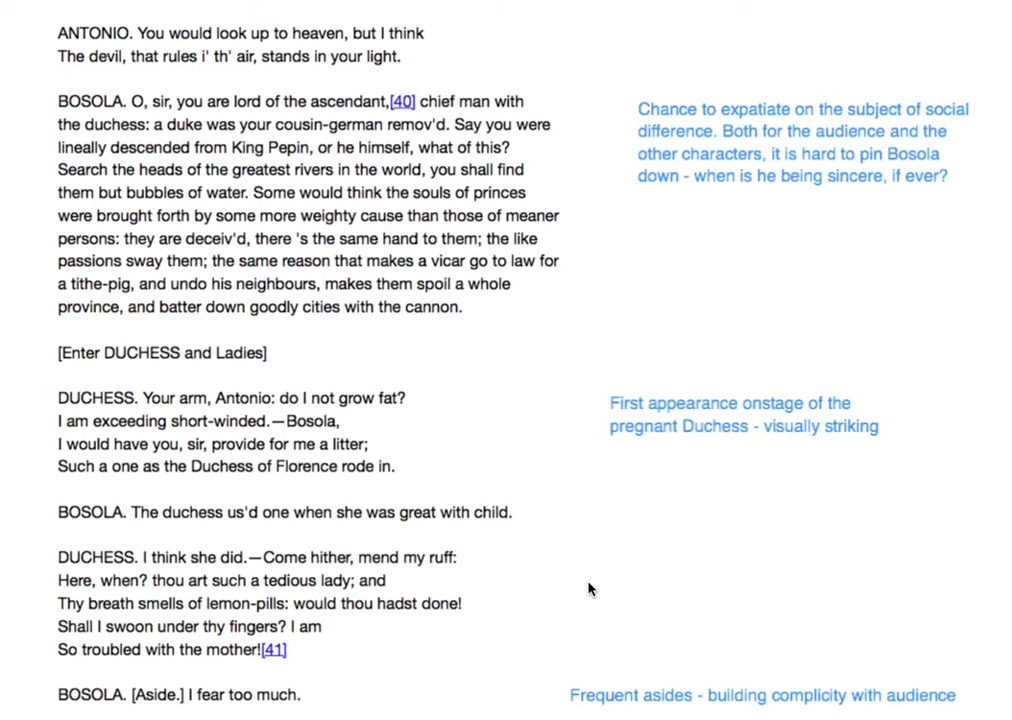 ANTONIO. You would look up to heaven, but I think
The devil, that rules i' th' air, stands in your light.
BOSOLA. O, sir, you are lord of the ascendant,[40] chief man with
the duchess: a duke was your cousin-german remov'd. Say you were
lineally descended from King Pepin, or he himself, what of this?
Search the heads of the greatest rivers in the world, you shall find
them but bubbles of water. Some would think the souls of princes
were brought forth by some more weighty cause than those of meaner
persons: they are deceiv'd, there 's the same hand to them; the like
passions sway them; the same reason that makes a vicar go to law for
a tithe-pig, and undo his neighbours, makes them spoil a whole
province, and batter down goodly cities with the cannon.
Chance to expatiate on the subject of social
difference. Both for the audience and the
other characters, it is hard to pin Bosola
down - when is he being sincere, if ever?
[Enter DUCHESS and Ladies]
DUCHESS. Your arm, Antonio: do I not grow fat?
I am exceeding short-winded.—Bosola,
I would have you, sir, provide for me a litter;
Such a one as the Duchess of Florence rode in.
First appearance onstage of the
pregnant Duchess - visually striking
BOSOLA. The duchess us'd one when she was great with child.
DUCHESS. I think she did.—Come hither, mend my ruff:
Here, when? thou art such a tedious lady; and
Thy breath smells of lemon-pills: would thou hadst done!
Shall I swoon under thy fingers? I am
So troubled with the mother![41]
BOSOLA. [Aside.] I fear too much.
Frequent asides - building complicity with audience